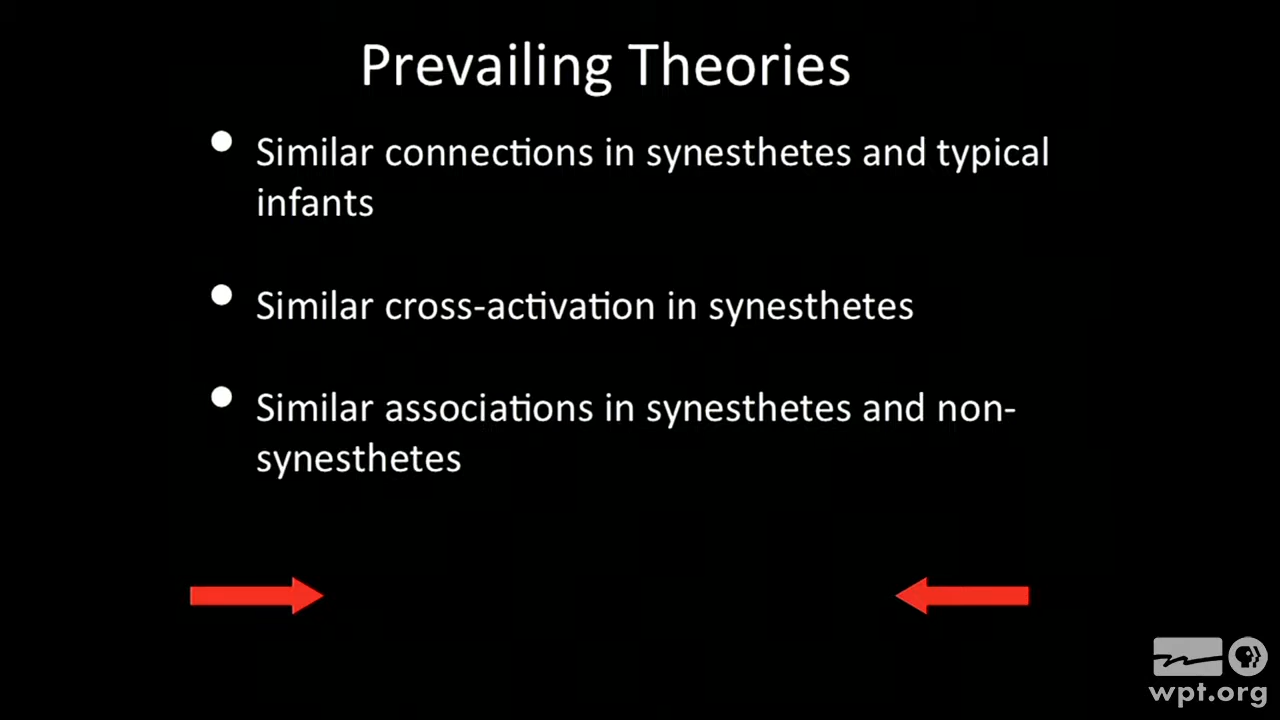 Prevailing Theories
• Similar connections in synesthetes and typical
infants
• Similar cross-activation in synesthetes
• Similar associations in synesthetes and non-
synesthetes
wpt.org